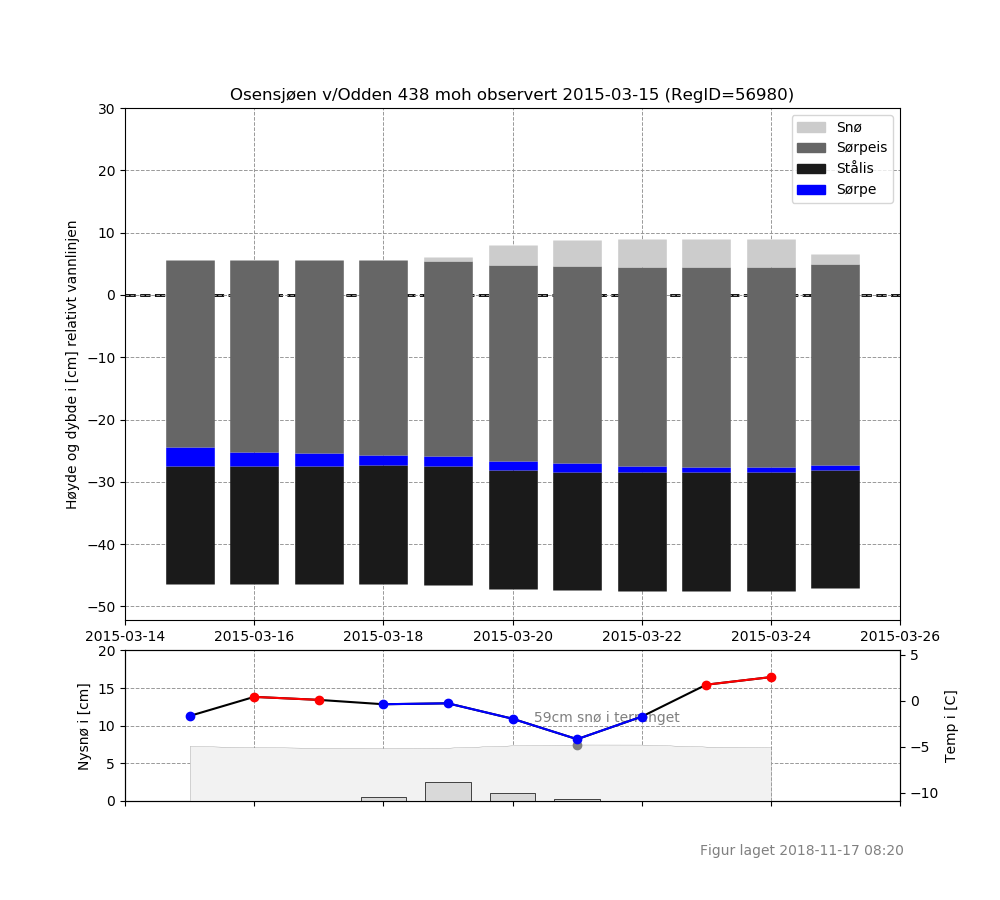 Osensjøen v/Odden 438 moh observert 2015-03-15 (RegID=56980)
Høyde og dybde i [cm] relativt vannlinjen
30
20
10
0
−10
−20
−30
−40
−50
Snø
Sørpeis
Stålis
Sørpe
2015-03-14 2015-03-16 2015-03-18 2015-03-20 2015-03-22 2015-03-24 2015-03-26
Nysnø i [cm]
20
15
10
5
0
59cm snø i terrenget
5
0
−5
−10
Temp i [C]
Figur laget 2018-11-17 08:20